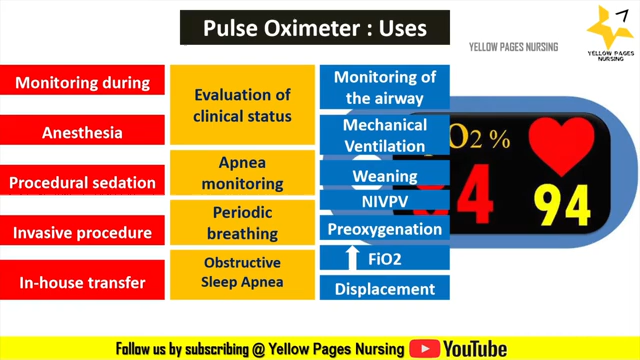 Pulse Oximeter : Uses
YELLOW PAGES NURSING
YELLOW PAGES
NURSING
Monitoring during
Anesthesia
Procedural sedation
Invasive procedure
In-house transfer
Evaluation of
clinical status
Apnea
monitoring
Periodic
breathing
Obstructive
Sleep Apnea
Monitoring of
the airway
Mechanical
Ventilation
Weaning
NIVPV
Preoxygenation
FiO2
Displacement
O2 %
4
94
Follow us by subscribing @ Yellow Pages Nursing YouTube